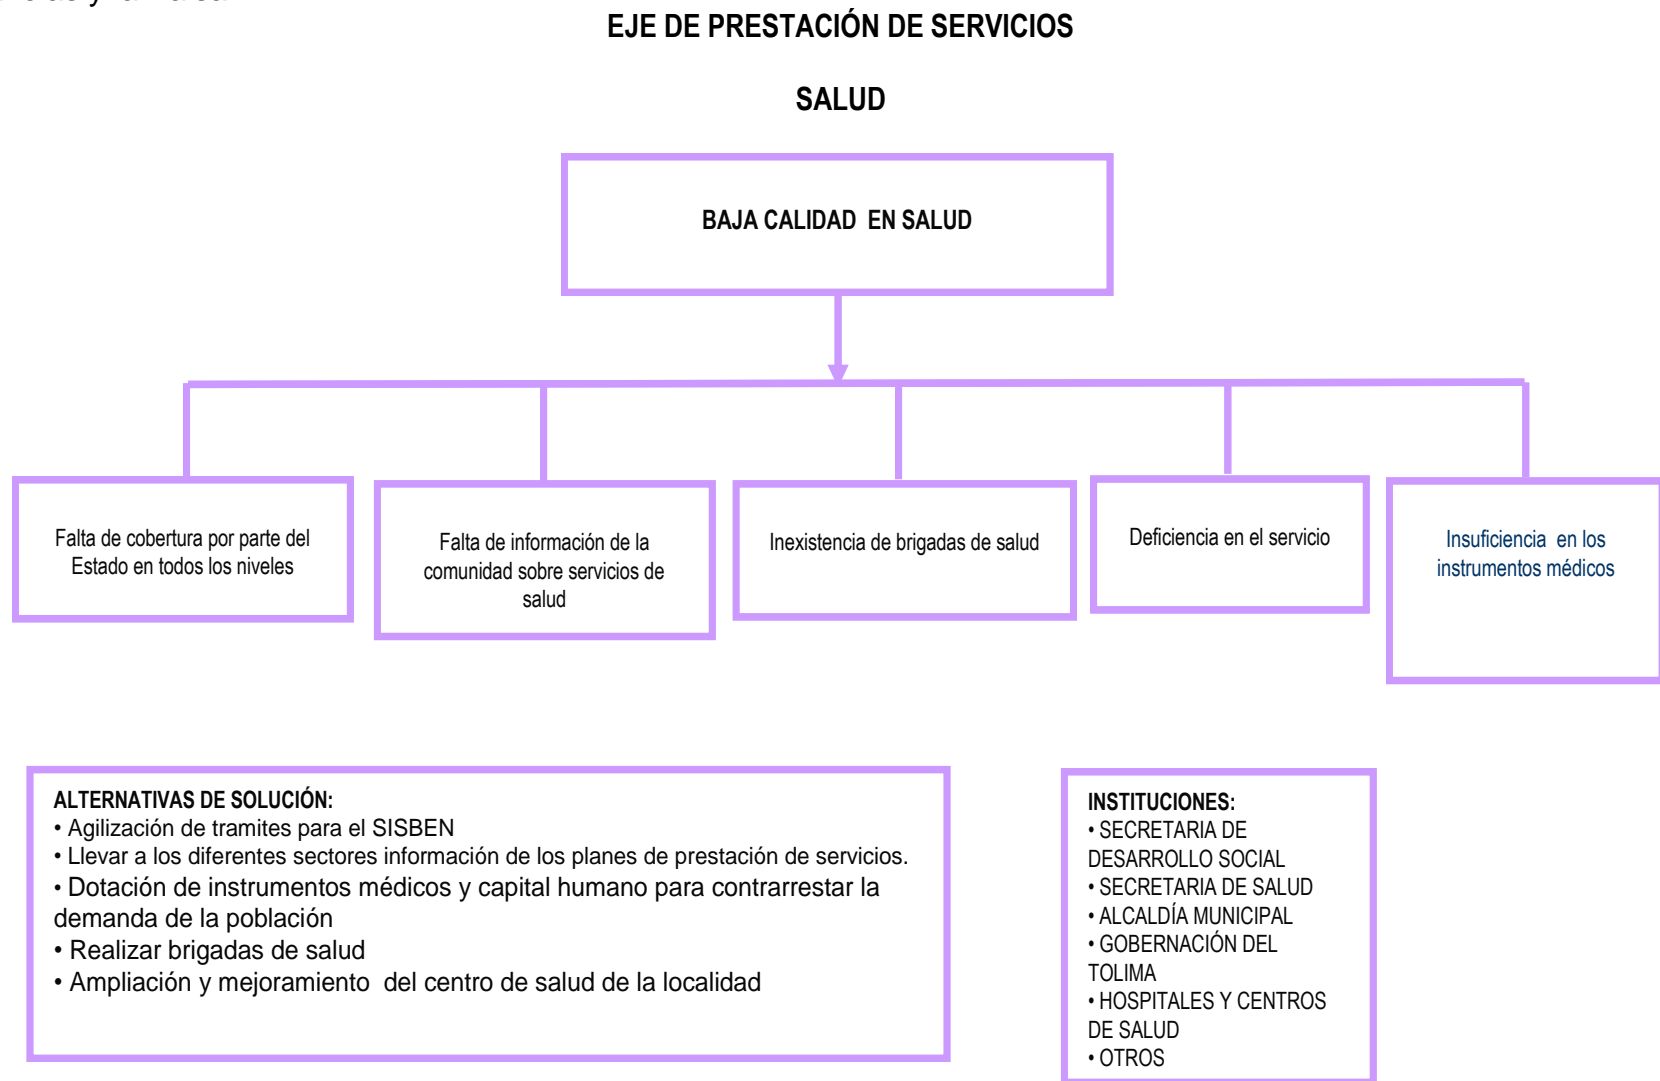 EJE DE PRESTACIÓN DE SERVICIOS
SALUD
BAJA CALIDAD EN SALUD
Falta de cobertura por parte del
Estado en todos los niveles
Falta de información de la
comunidad sobre servicios de
salud
Inexistencia de brigadas de salud
Deficiencia en el servicio
Insuficiencia en los
instrumentos médicos
ALTERNATIVAS DE SOLUCIÓN:
• Agilización de tramites para el SISBEN
• Llevar a los diferentes sectores información de los planes de prestación de servicios.
• Dotación de instrumentos médicos y capital humano para contrarrestar la
demanda de la población
• Realizar brigadas de salud
• Ampliación y mejoramiento del centro de salud de la localidad
INSTITUCIONES:
• SECRETARIA DE
DESARROLLO SOCIAL
• SECRETARIA DE SALUD
• ALCALDÍA MUNICIPAL
• GOBERNACIÓN DEL
TOLIMA
• HOSPITALES Y CENTROS
DE SALUD
• OTROS